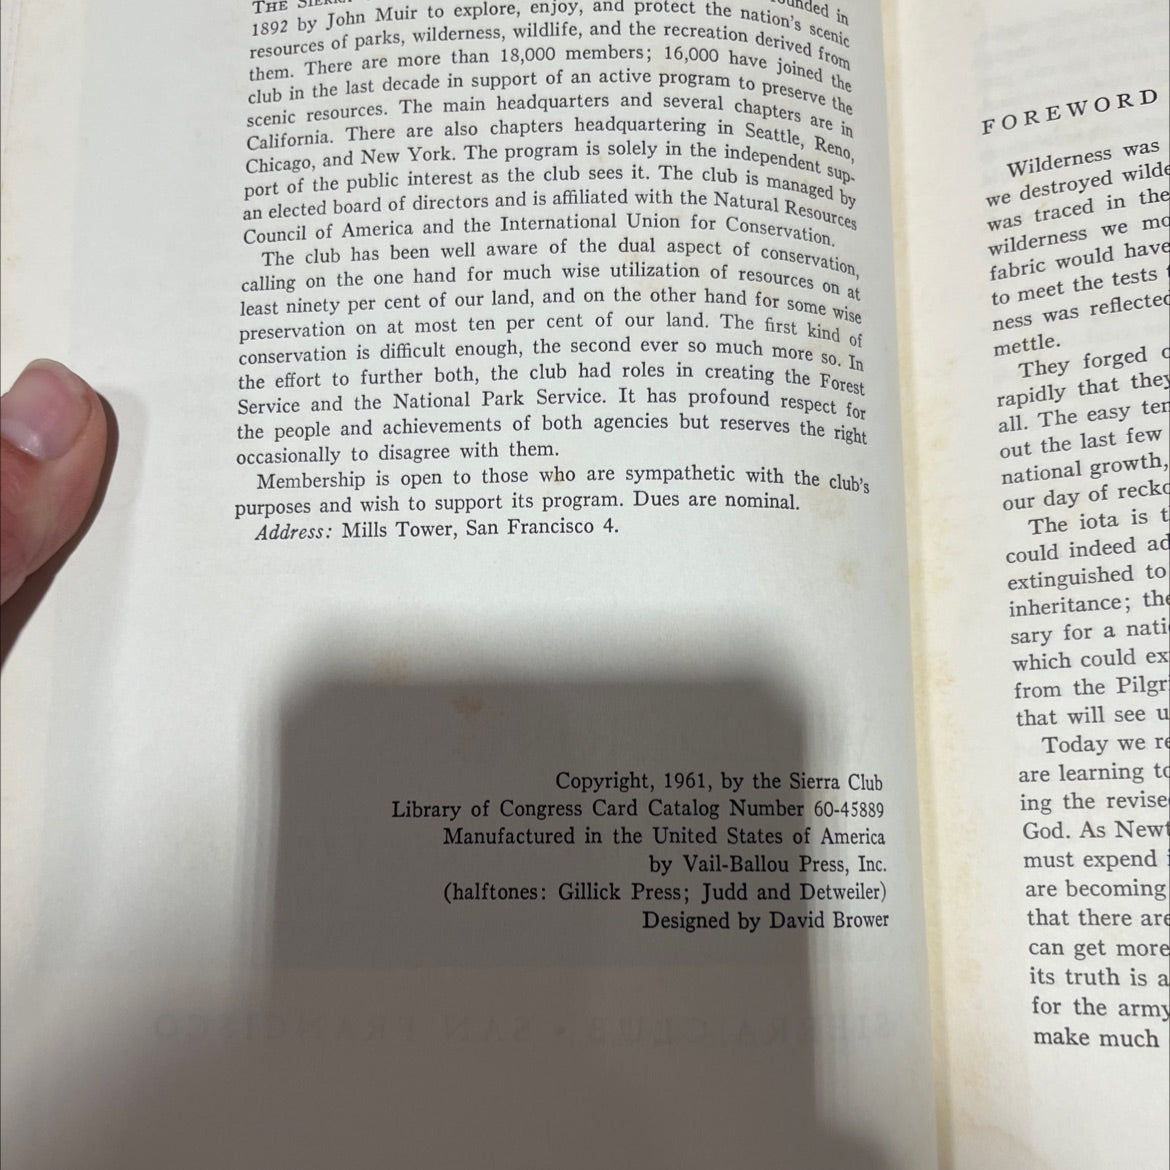 THE SIERRA
1892 by John Muir to explore, enjoy, and protect the nation's scenic
resources of parks, wilderness, wildlife, and the recreation derived from
them. There are more than 18,000 members; 16,000 have joined the
club in the last decade in support of an active program to preserve the
scenic resources. The main headquarters and several chapters are in
California. There are also chapters headquartering in Seattle, Reno,
Chicago, and New York. The program is solely in the independent sup-
port of the public interest as the club sees it. The club is managed by
an elected board of directors and is affiliated with the Natural Resources
Council of America and the International Union for Conservation.
The club has been well aware of the dual aspect of conservation,
calling on the one hand for much wise utilization of resources on at
least ninety per cent of our land, and on the other hand for some wise
preservation on at most ten per cent of our land. The first kind of
conservation is difficult enough, the second ever so much more so. In
the effort to further both, the club had roles in creating the Forest
Service and the National Park Service. It has profound respect for
the people and achievements of both agencies but reserves the right
occasionally to disagree with them.
Membership is open to those who are sympathetic with the club's
purposes and wish to support its program. Dues are nominal.
Address: Mills Tower, San Francisco 4.
Copyright, 1961, by the Sierra Club
Library of Congress Card Catalog Number 60-45889
Manufactured in the United States of America
by Vail-Ballou Press, Inc.
(halftones: Gillick Press; Judd and Detweiler)
Designed by David Brower
FOREWORD
Wilderness was
we destroyed
was traced in the
wilderness we
fabric would have
to meet the tests
ness was reflected
mettle.
They forged
rapidly that they
all. The easy
out the last few
national growth,
our day of
The iota is
could indeed
extinguished to
inheritance; the
sary for a
which could
from the
that will see
Today we
are learning
ing the
God. As
must expend
are becoming
that there are
can get more
its truth is
for the army
make much